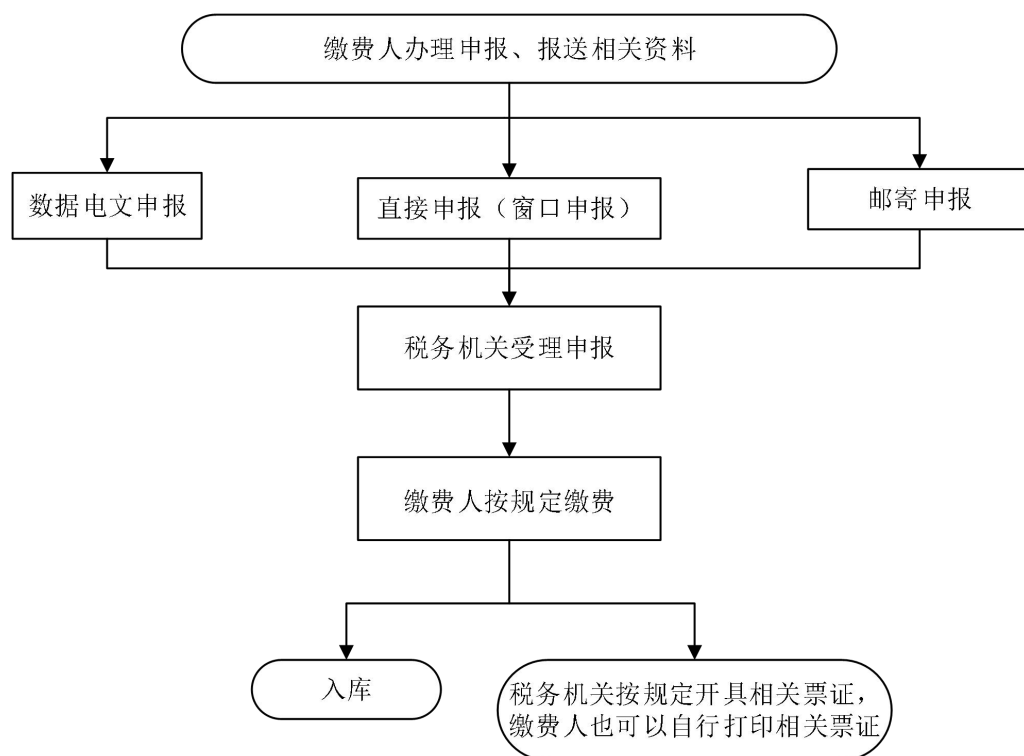 缴费人办理申报、报送相关资料
数据电文申报
直接申报（窗口申报）
邮寄申报
税务机关受理申报
缴费人按规定缴费
入库
税务机关按规定开具相关票证，
缴费人也可以自行打印相关票证